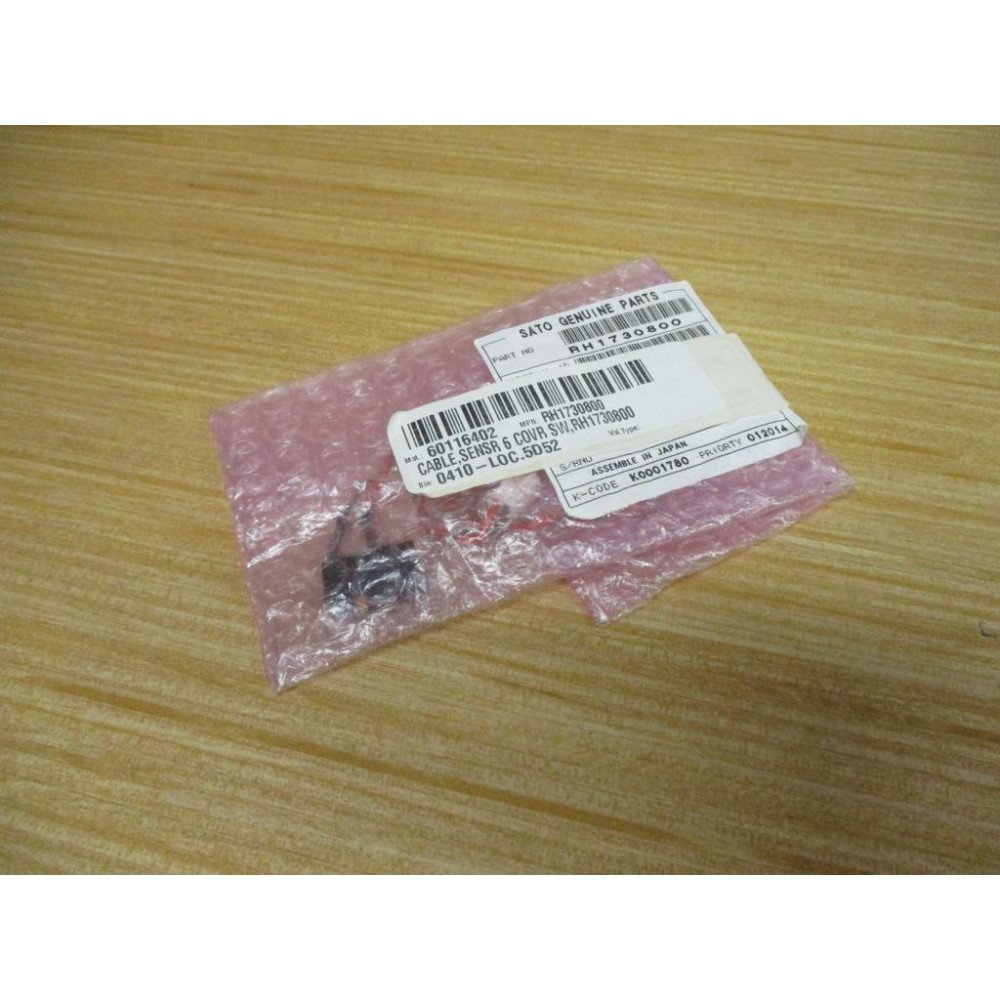 SATO GENUINE PARTS
PART NO
RH1730800
Mat.: 60116402 MFN: RH1730800
CABLE,SENSR 6 COVR SW,RH1730800
Bin: 0410-LOC.5D52 Val.Type:
S/RNO
ASSEMBLE IN JAPAN
K-CODE K0001780 PRIORTY 012014